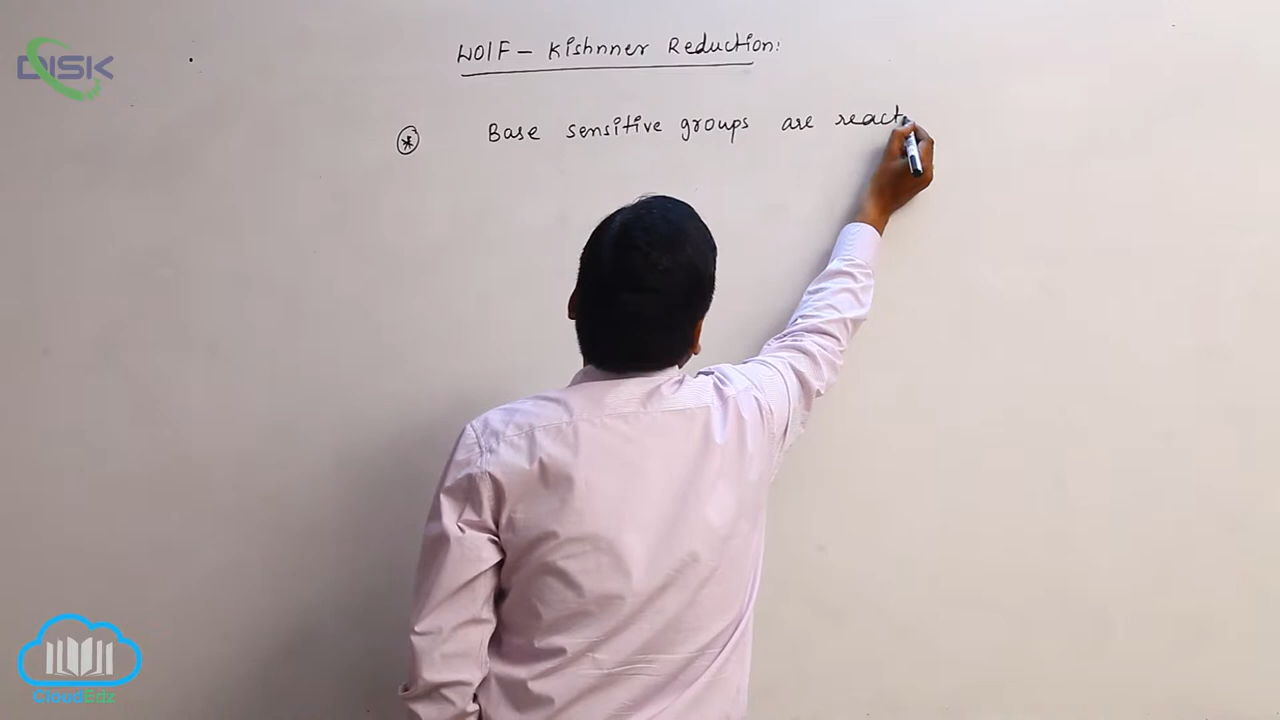 DISK
WOlF - Kishnner Reduction:
* Base sensitive groups are react
CloudEdz